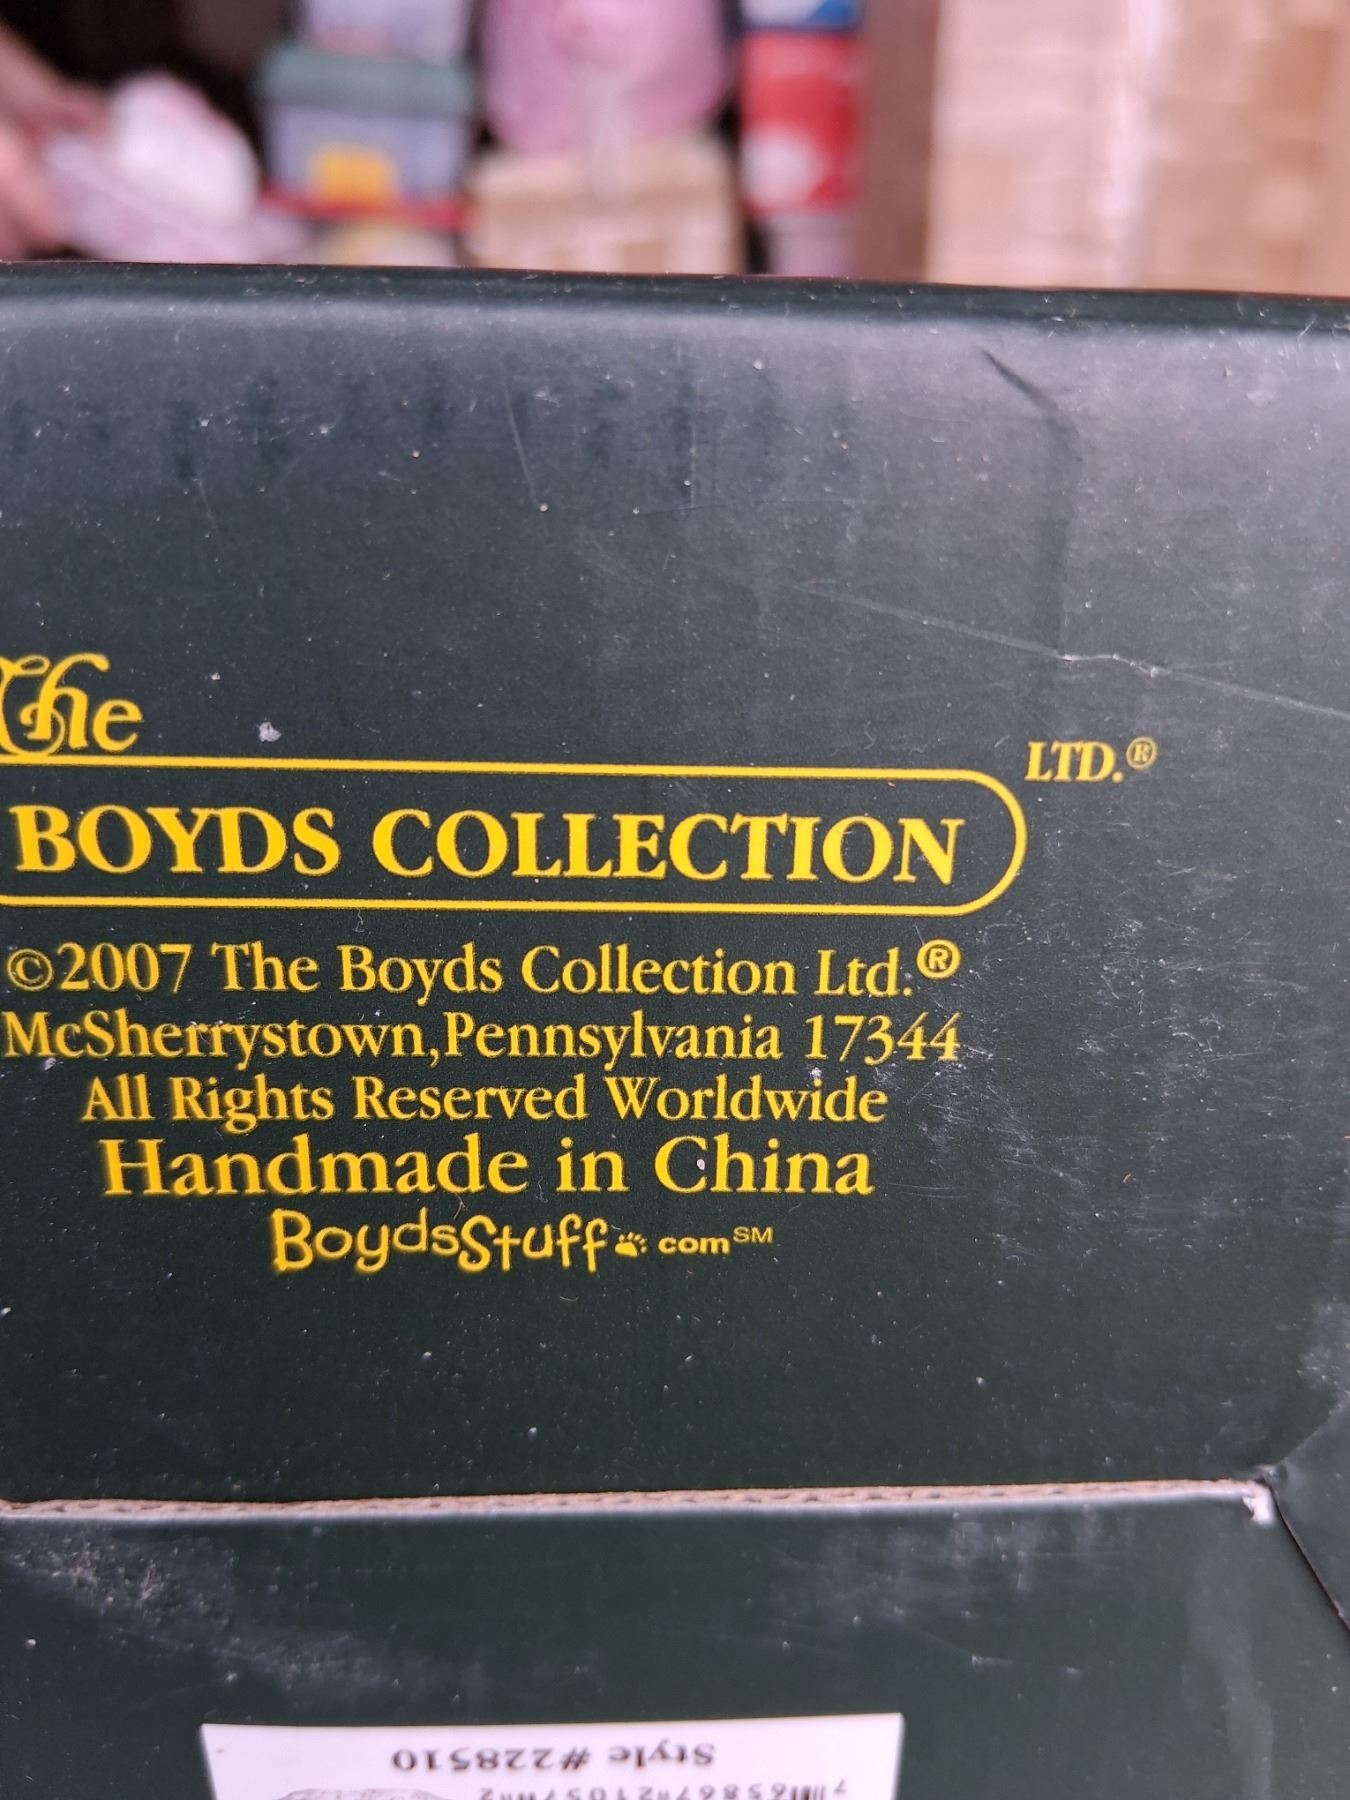 The
LTD.®
BOYDS COLLECTION
©2007 The Boyds Collection Ltd.®
McSherrystown,Pennsylvania 17344
All Rights Reserved Worldwide
Handmade in China
BoydsStuff.com℠
Style #228510